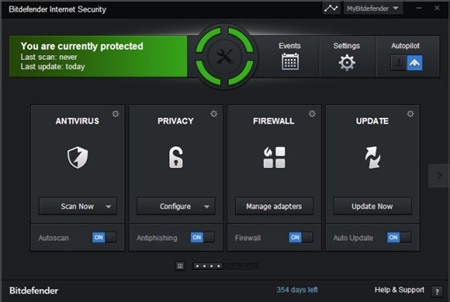 Bitdefender Internet Security
MyBitdefender
You are currently protected
Last scan: never
Last update: today
Events
Settings
Autopilot
ANTIVIRUS
PRIVACY
FIREWALL
UPDATE
Scan Now
Configure
Manage adapters
Update Now
Autoscan ON
Antiphishing ON
Firewall ON
Auto Update ON
Bitdefender
354 days left
Help & Support ?